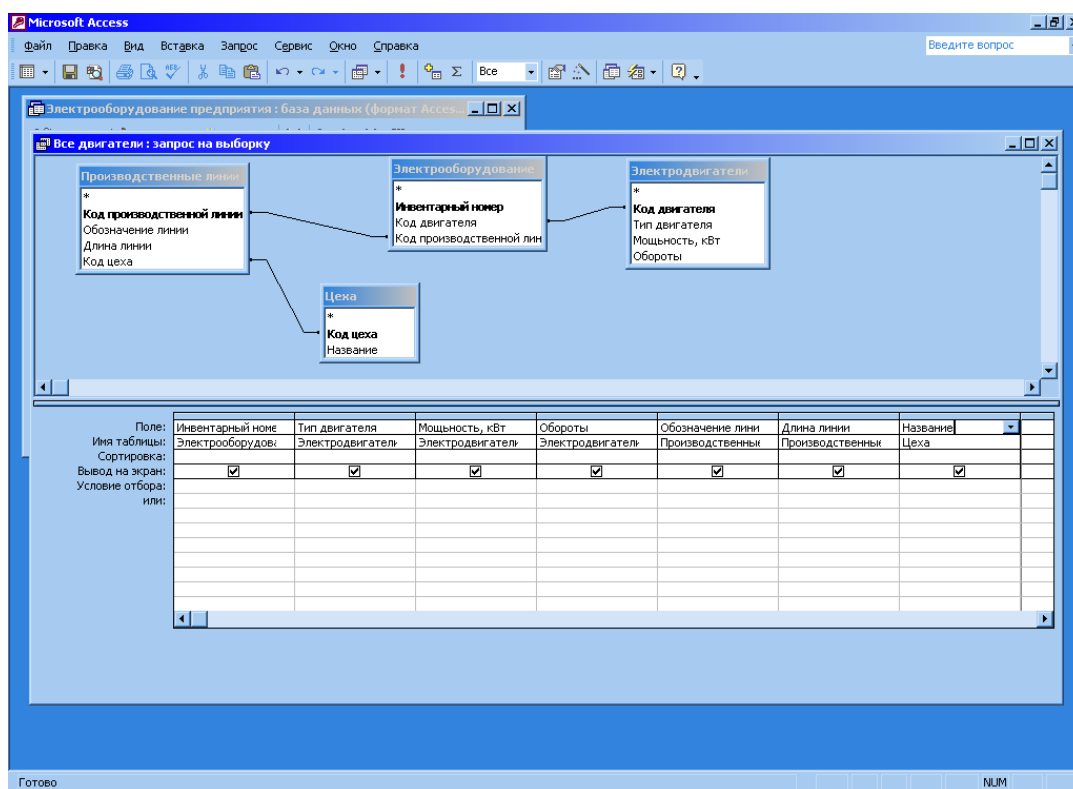 Microsoft Access
Файл Правка Вид Вставка Запрос Сервис Окно Справка Введите вопрос
Все
Электрооборудование предприятия : база данных (формат Acces...
Все двигатели : запрос на выборку
Производственные линии
*
Код производственной линии
Обозначение линии
Длина линии
Код цеха
Электрооборудование
*
Инвентарный номер
Код двигателя
Код производственной лин
Электродвигатели
*
Код двигателя
Тип двигателя
Мощьность, кВт
Обороты
Цеха
*
Код цеха
Название
Поле: Инвентарный номе Тип двигателя Мощьность, кВт Обороты Обозначение лини Длина линии Название
Имя таблицы: Электрооборудова Электродвигатели Электродвигатели Электродвигатели Производственные Производственные Цеха
Сортировка:
Вывод на экран:
Условие отбора:
или:
Готово NUM